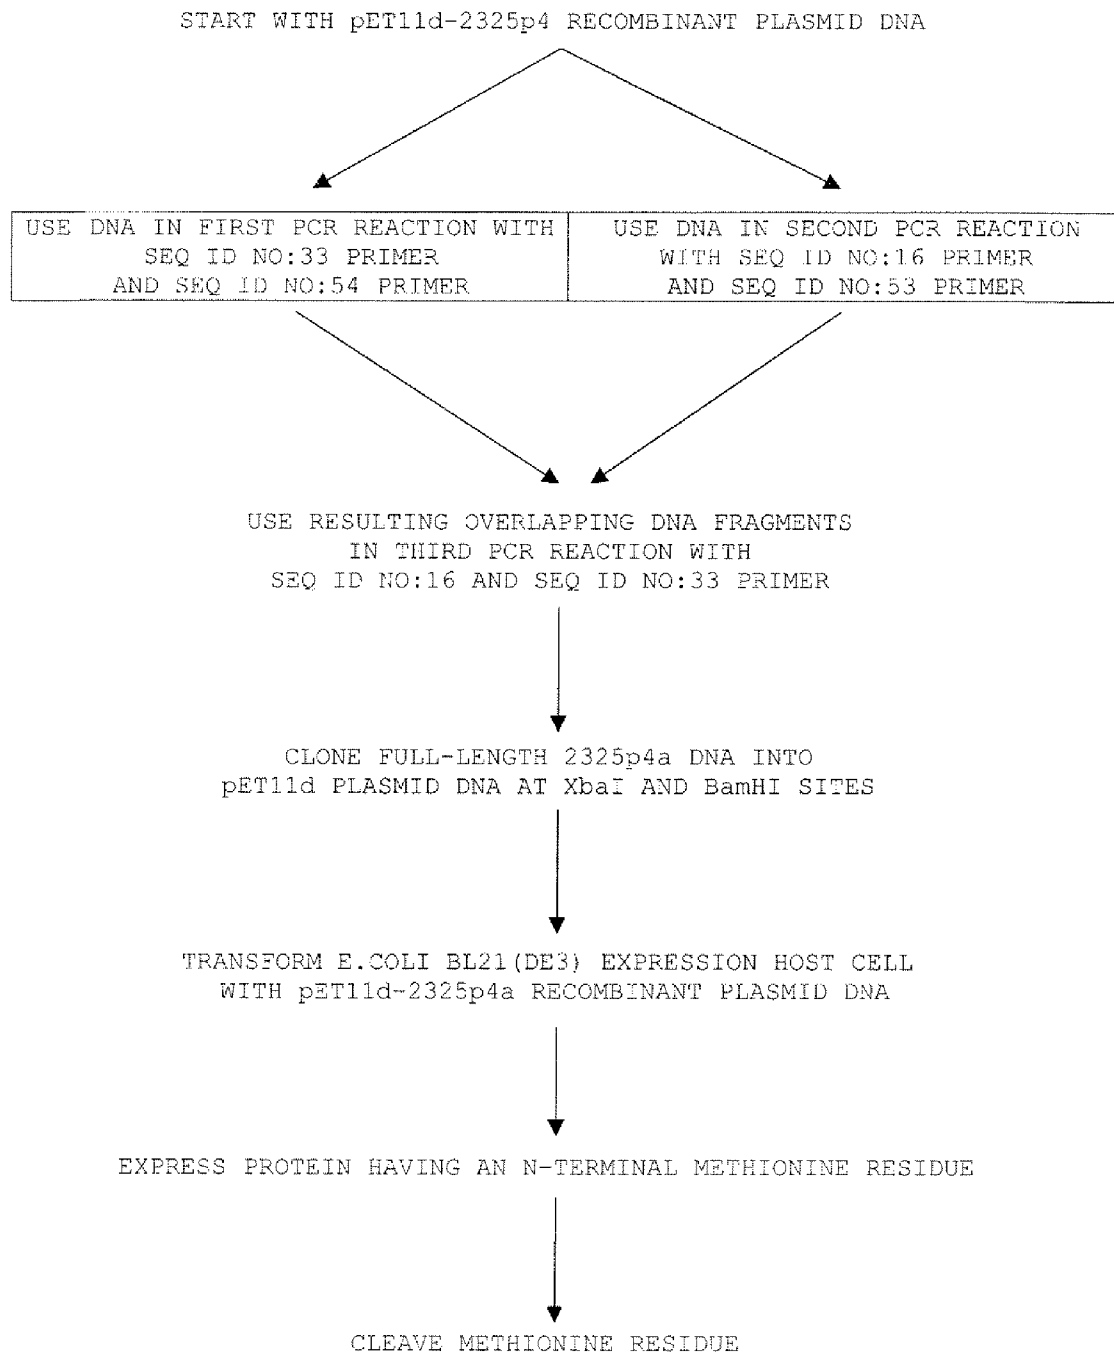 START WITH pET11d-2325p4 RECOMBINANT PLASMID DNA
USE DNA IN FIRST PCR REACTION WITH
SEQ ID NO:33 PRIMER
AND SEQ ID NO:54 PRIMER
USE DNA IN SECOND PCR REACTION
WITH SEQ ID NO:16 PRIMER
AND SEQ ID NO:53 PRIMER
USE RESULTING OVERLAPPING DNA FRAGMENTS
IN THIRD PCR REACTION WITH
SEQ ID NO:16 AND SEQ ID NO:33 PRIMER
CLONE FULL-LENGTH 2325p4a DNA INTO
pET11d PLASMID DNA AT XbaI AND BamHI SITES
TRANSFORM E.COLI BL21(DE3) EXPRESSION HOST CELL
WITH pET11d-2325p4a RECOMBINANT PLASMID DNA
EXPRESS PROTEIN HAVING AN N-TERMINAL METHIONINE RESIDUE
CLEAVE METHIONINE RESIDUE